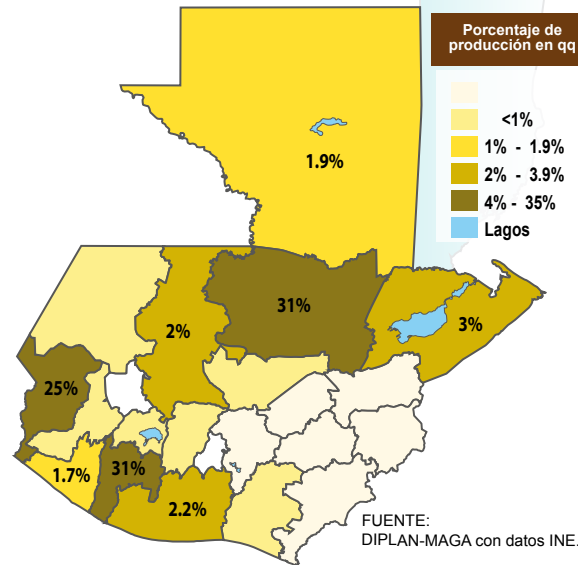 Porcentaje de
producción en qq
<1%
1% - 1.9%
2% - 3.9%
4% - 35%
Lagos
1.9%
31%
2%
3%
25%
31%
1.7%
2.2%
FUENTE:
DIPLAN-MAGA con datos INE.